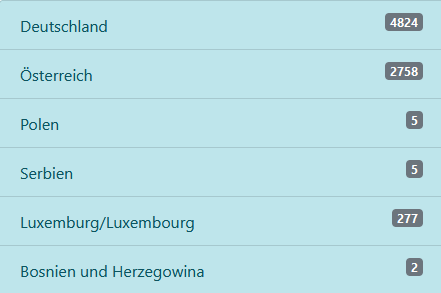 Deutschland 4824
Österreich 2758
Polen 5
Serbien 5
Luxemburg/Luxembourg 277
Bosnien und Herzegowina 2